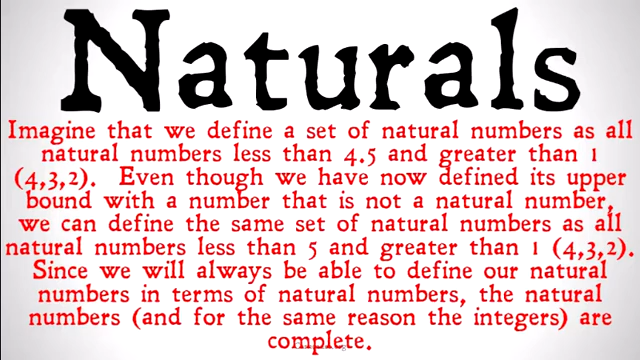 Naturals
Imagine that we define a set of natural numbers as all
natural numbers less than 4.5 and greater than 1
(4,3,2). Even though we have now defined its upper
bound with a number that is not a natural number,
we can define the same set of natural numbers as all
natural numbers less than 5 and greater than 1 (4,3,2).
Since we will always be able to define our natural
numbers in terms of natural numbers, the natural
numbers (and for the same reason the integers) are
complete.